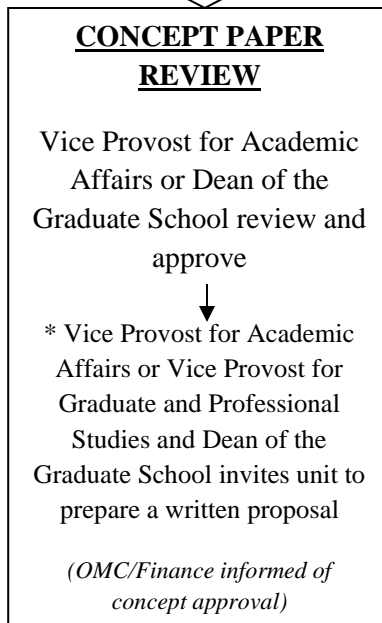 CONCEPT PAPER
REVIEW
Vice Provost for Academic
Affairs or Dean of the
Graduate School review and
approve
* Vice Provost for Academic
Affairs or Vice Provost for
Graduate and Professional
Studies and Dean of the
Graduate School invites unit to
prepare a written proposal
(OMC/Finance informed of
concept approval)